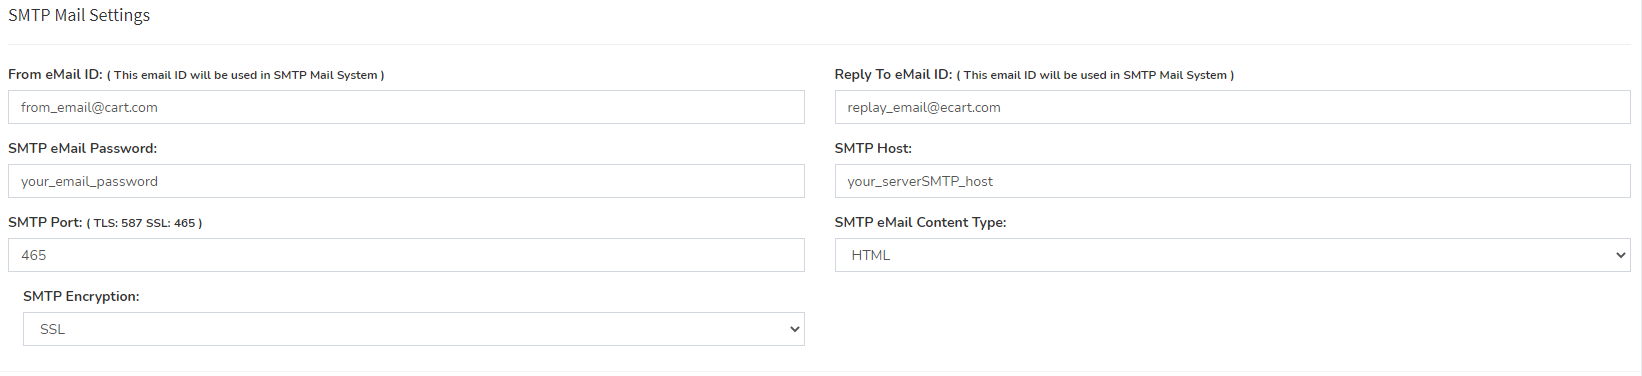 SMTP Mail Settings
From eMail ID: ( This email ID will be used in SMTP Mail System )
Reply To eMail ID: ( This email ID will be used in SMTP Mail System )
from_email@cart.com
replay_email@ecart.com
SMTP eMail Password:
SMTP Host:
your_email_password
your_serverSMTP_host
SMTP Port: ( TLS: 587 SSL: 465 )
SMTP eMail Content Type:
465
HTML
SMTP Encryption:
SSL